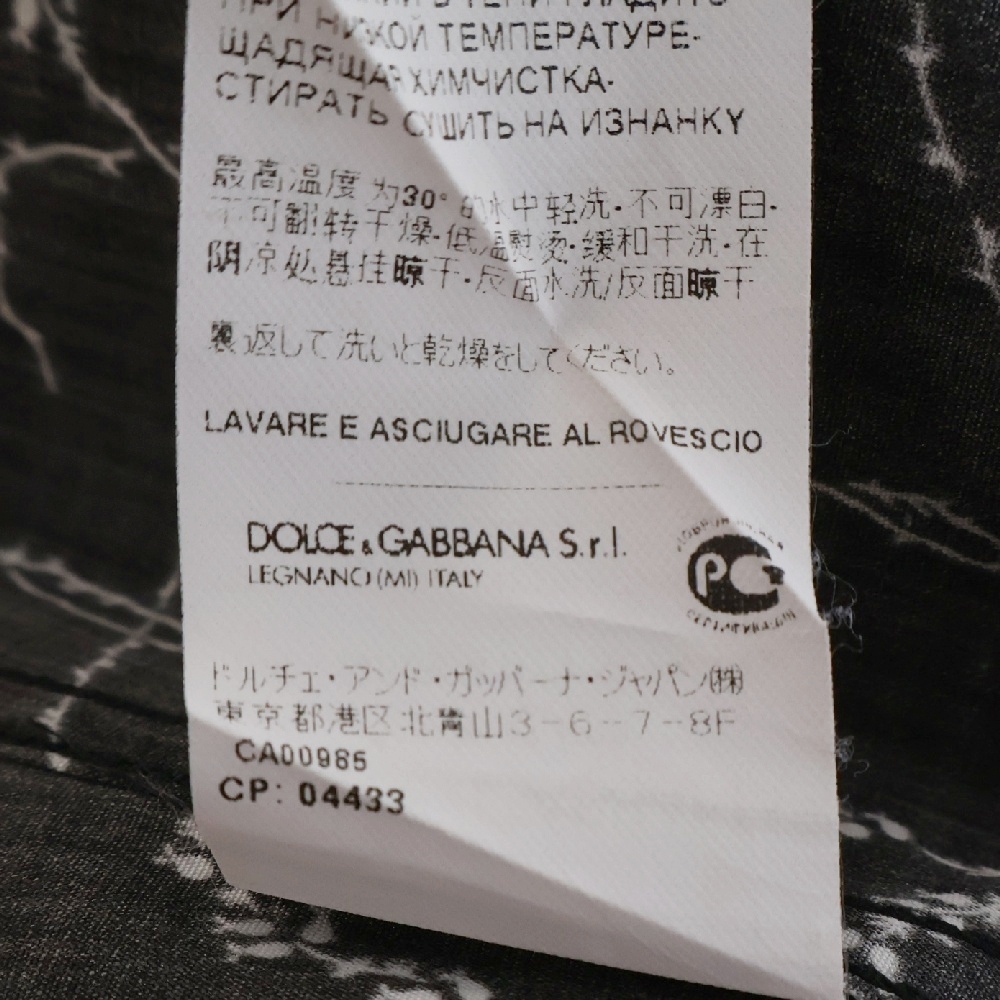 ТЕНИ ГЛАДИТЬ
ПРИ НИЗКОЙ ТЕМПЕРАТУРЕ-
ЩАДЯЩАЯ ХИМЧИСТКА-
СТИРАТЬ СУШИТЬ НА ИЗНАНКУ
最高温度为30°的水中轻洗·不可漂白·
不可翻转干燥·低温熨烫·缓和干洗·在
阴凉处悬挂晾干·反面水洗/反面晾干
裏返して洗いと乾燥をしてください。
LAVARE E ASCIUGARE AL ROVESCIO
DOLCE & GABBANA S.r.l.
LEGNANO (MI) ITALY
PG
ドルチェ・アンド・ガッバーナ・ジャパン㈱
東京都港区北青山3-6-7-8F
CA00985
CP: 04433